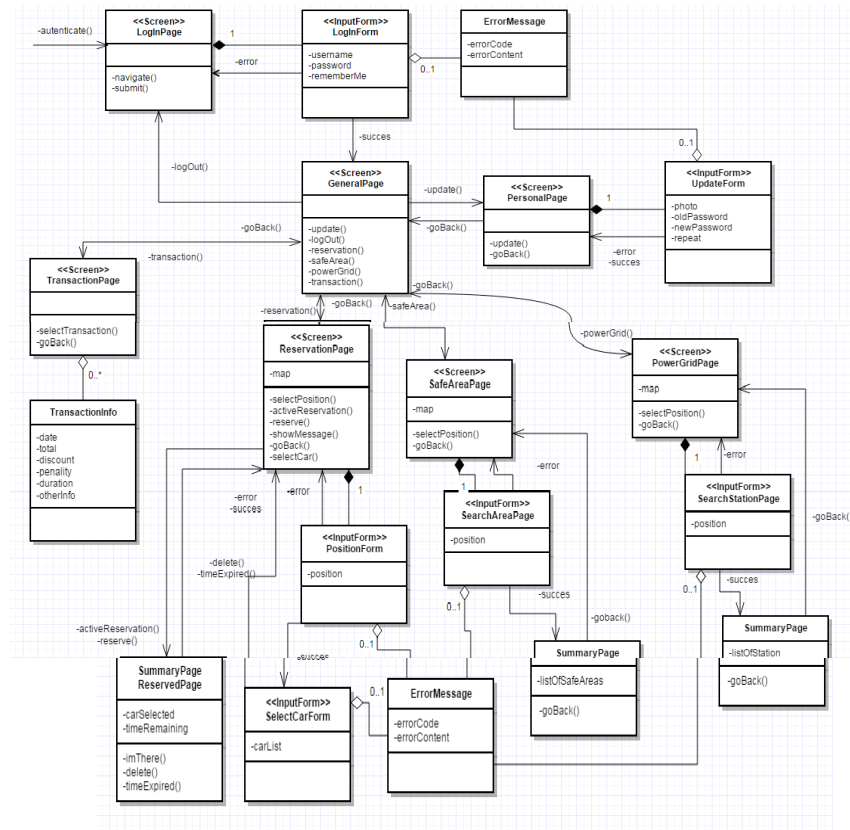 -autenticate()
<<Screen>>
LogInPage
-navigate()
-submit()
1
-error
<<InputForm>>
LogInForm
-username
-password
-rememberMe
0..1
ErrorMessage
-errorCode
-errorContent
-succes
-logOut()
<<Screen>>
GeneralPage
-update()
-logOut()
-reservation()
-safeArea()
-powerGrid()
-transaction()
-update()
-goBack()
<<Screen>>
PersonalPage
-update()
-goBack()
1
-error
-succes
0..1
<<InputForm>>
UpdateForm
-photo
-oldPassword
-newPassword
-repeat
-goBack()
-transaction()
<<Screen>>
TransactionPage
-selectTransaction()
-goBack()
0..*
TransactionInfo
-date
-total
-discount
-penality
-duration
-otherInfo
-reservation()
-goBack()
-safeArea()
-goBack()
-powerGrid()
<<Screen>>
ReservationPage
-map
-selectPosition()
-activeReservation()
-reserve()
-showMessage()
-goBack()
-selectCar()
<<Screen>>
SafeAreaPage
-map
-selectPosition()
-goBack()
<<Screen>>
PowerGridPage
-map
-selectPosition()
-goBack()
-error
-succes
-error
1
1
-error
1
-error
<<InputForm>>
PositionForm
-position
<<InputForm>>
SearchAreaPage
-position
<<InputForm>>
SearchStationPage
-position
-goBack()
-delete()
-timeExpired()
-activeReservation()
-reserve()
-succes
0..1
0..1
-succes
-goback()
0..1
-succes
SummaryPage
ReservedPage
-carSelected
-timeRemaining
-imThere()
-delete()
-timeExpired()
<<InputForm>>
SelectCarForm
-carList
0..1
ErrorMessage
-errorCode
-errorContent
SummaryPage
-listOfSafeAreas
-goBack()
SummaryPage
-listOfStation
-goBack()